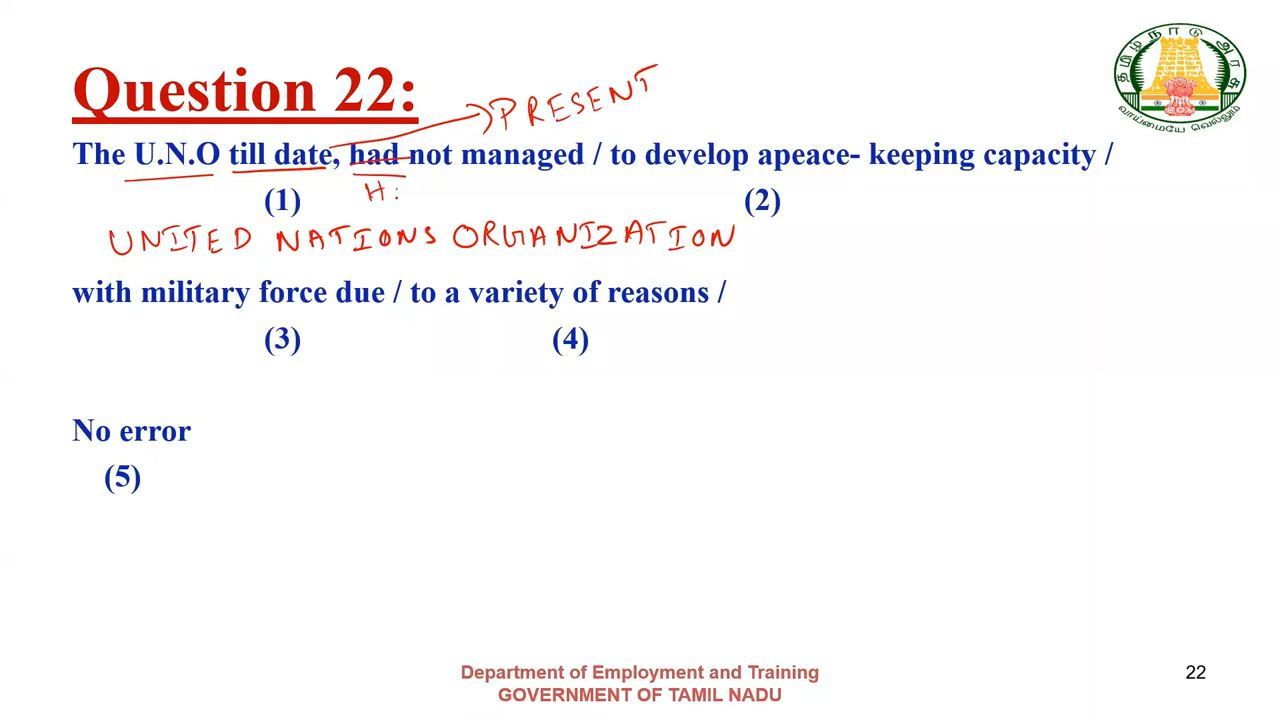 Question 22:
PRESENT
The U.N.O till date, had not managed / to develop apeace- keeping capacity /
H:
(1) (2)
UNITED NATIONS ORGANIZATION
with military force due / to a variety of reasons /
(3) (4)
No error
(5)
தமிழ் நாடு அரசு
வாய்மையே வெல்லும்
Department of Employment and Training
GOVERNMENT OF TAMIL NADU
22